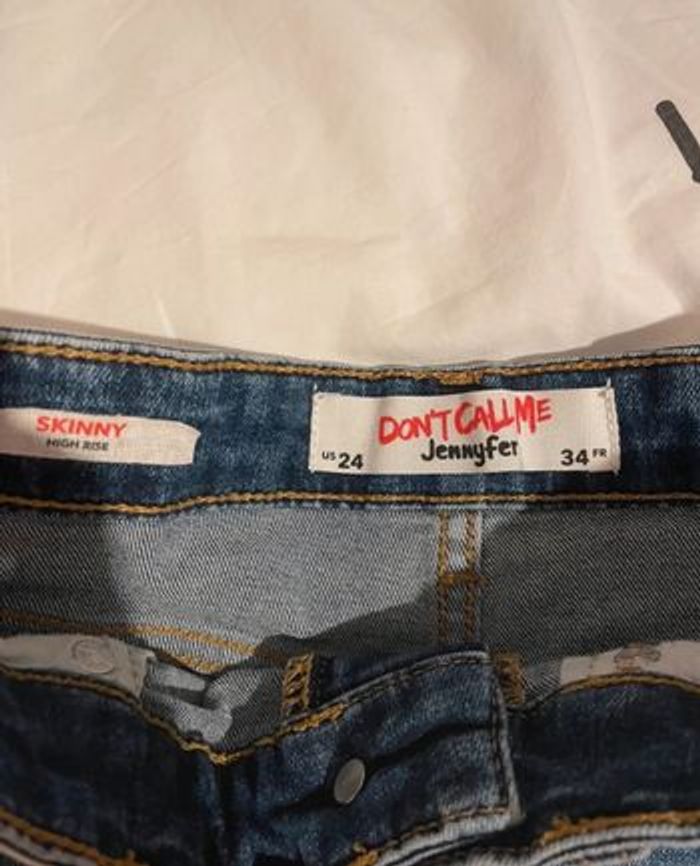 SKINNY
HIGH RISE
DON'T CALL ME
Jennyfer
US 24
34 FR